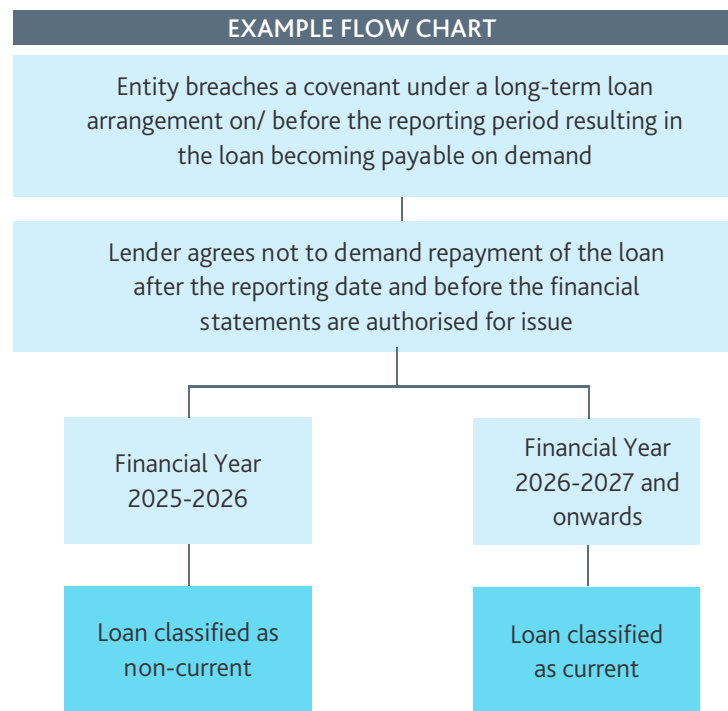 EXAMPLE FLOW CHART
Entity breaches a covenant under a long-term loan
arrangement on/ before the reporting period resulting in
the loan becoming payable on demand
Lender agrees not to demand repayment of the loan
after the reporting date and before the financial
statements are authorised for issue
Financial Year
2025-2026
Financial Year
2026-2027 and
onwards
Loan classified as
non-current
Loan classified
as current